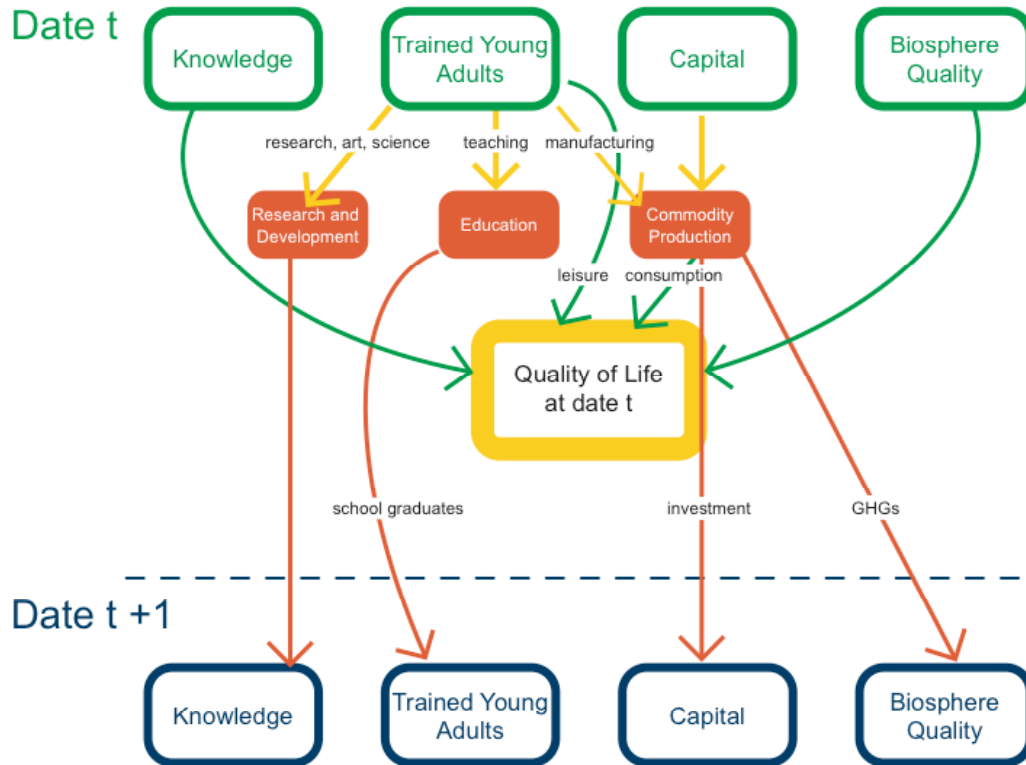 Date t
Knowledge
Trained Young
Adults
Capital
Biosphere
Quality
research, art, science
teaching
manufacturing
Research and
Development
Education
Commodity
Production
leisure
consumption
Quality of Life
at date t
school graduates
investment
GHGs
Date t +1
Knowledge
Trained Young
Adults
Capital
Biosphere
Quality